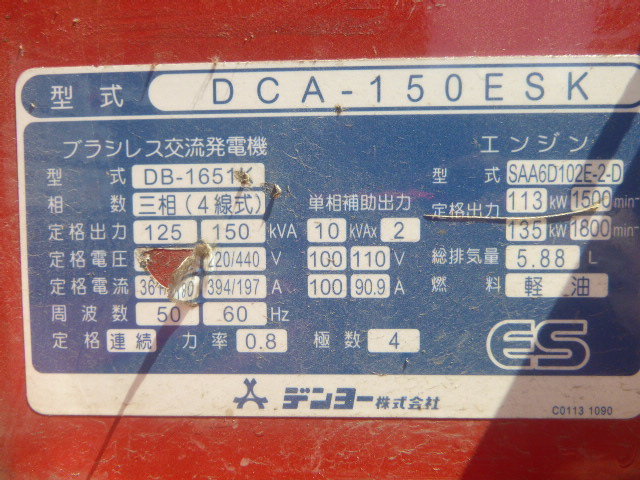 型式 DCA-150ESK
ブラシレス交流発電機
型式 DB-1651
相数 三相(4線式)
定格出力 125 150 kVA
定格電圧 220/440 V
定格電流 394/197 A
周波数 50 60 Hz
定格 連続 力率 0.8 極数 4
単相補助出力
10 kVAx 2
100 110 V
100 90.9 A
エンジン
型式 SAA6D102E-2-D
定格出力 113 kW 1500 min-
135 kW 1800 min-
総排気量 5.88 L
燃料 軽油
ES
デンヨー株式会社
C0113 1090